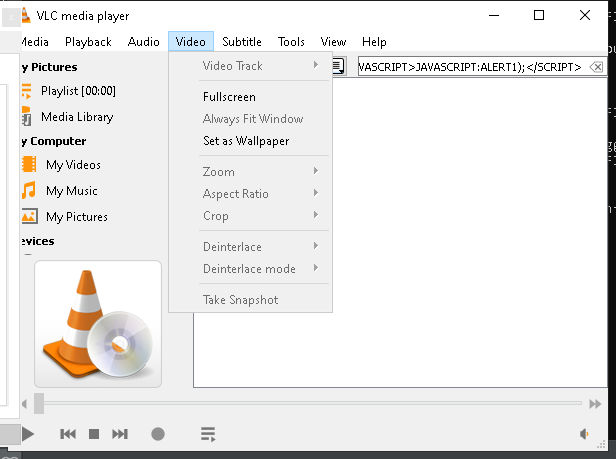 VLC media player
Media Playback Audio Video Subtitle Tools View Help
y Pictures
Video Track
VASCRIPT>JAVASCRIPT:ALERT1);</SCRIPT>
Playlist [00:00]
Fullscreen
Media Library
Always Fit Window
y Computer
Set as Wallpaper
My Videos
Zoom
My Music
Aspect Ratio
My Pictures
Crop
evices
Deinterlace
Deinterlace mode
Take Snapshot